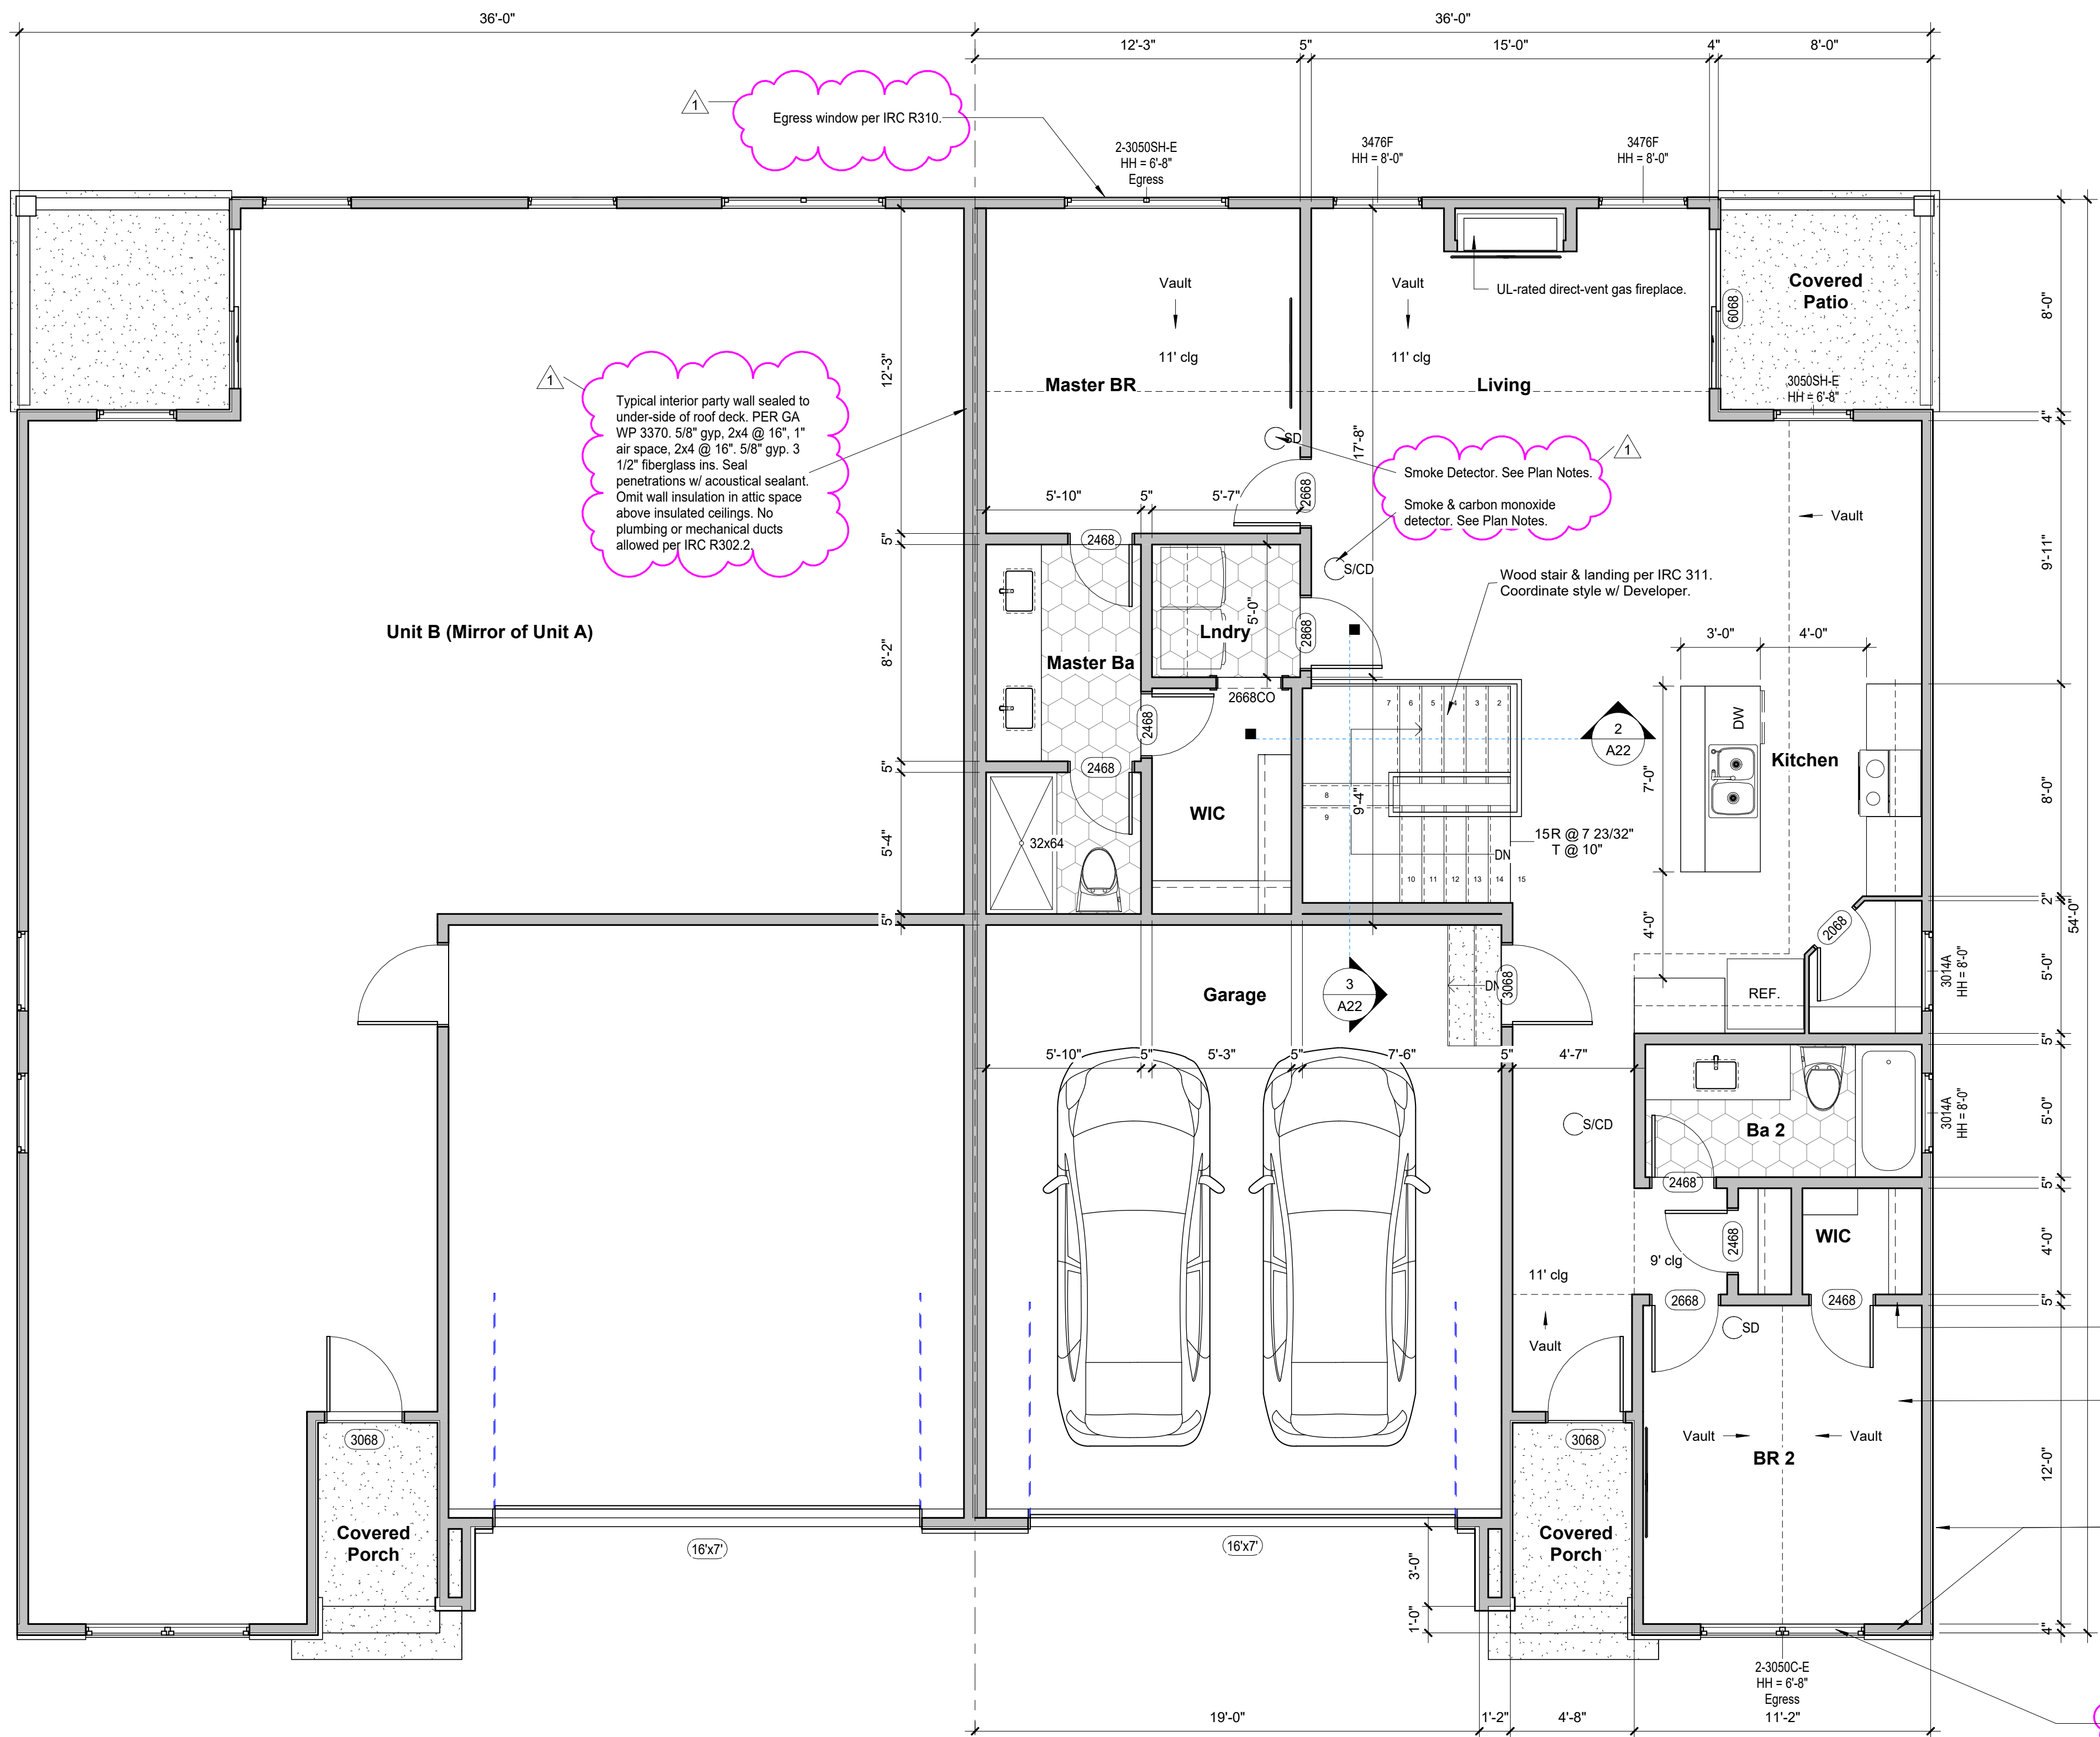 36'-0"
36'-0"
12'-3"
5"
15'-0"
4"
8'-0"
1
Egress window per IRC R310.
2-3050SH-E
HH = 6'-8"
Egress
3476F
HH = 8'-0"
3476F
HH = 8'-0"
Vault
11' clg
Vault
11' clg
UL-rated direct-vent gas fireplace.
Covered
Patio
6068
8'-0"
1
Typical interior party wall sealed to
under-side of roof deck. PER GA
WP 3370. 5/8" gyp, 2x4 @ 16", 1"
air space, 2x4 @ 16". 5/8" gyp. 3
1/2" fiberglass ins. Seal
penetrations w/ acoustical sealant.
Omit wall insulation in attic space
above insulated ceilings. No
plumbing or mechanical ducts
allowed per IRC R302.2.
12'-3"
Master BR
Living
3050SH-E
HH = 6'-8"
4"
SD
17'-8"
1
Smoke Detector. See Plan Notes.
Smoke & carbon monoxide
detector. See Plan Notes.
5'-10"
5"
5'-7"
2668
Vault
5"
2468
S/CD
9'-11"
Wood stair & landing per IRC 311.
Coordinate style w/ Developer.
Unit B (Mirror of Unit A)
8'-2"
Master Ba
Lndry
5'-0"
2868
3'-0"
4'-0"
2668CO
2468
7
6
5
4
3
2
2
A22
DW
7'-0"
Kitchen
8'-0"
5"
2468
WIC
8
9
9'-4"
5'-4"
32x64
15R @ 7 23/32"
T @ 10"
DN
10
11
12
13
14
15
2"
54'-0"
5"
4'-0"
2068
3014A
HH = 8'-0"
5'-0"
Garage
3
A22
DN
3068
REF.
5'-10"
5"
5'-3"
5"
7'-6"
5"
4'-7"
5"
S/CD
Ba 2
3014A
HH = 8'-0"
5'-0"
2468
5"
2468
WIC
4'-0"
9' clg
11' clg
2668
2468
5"
SD
Vault
Vault
Vault
BR 2
12'-0"
3068
3068
Covered
Porch
16'x7'
16'x7'
Covered
Porch
3'-0"
1'-0"
4"
2-3050C-E
HH = 6'-8"
Egress
19'-0"
1'-2"
4'-8"
11'-2"